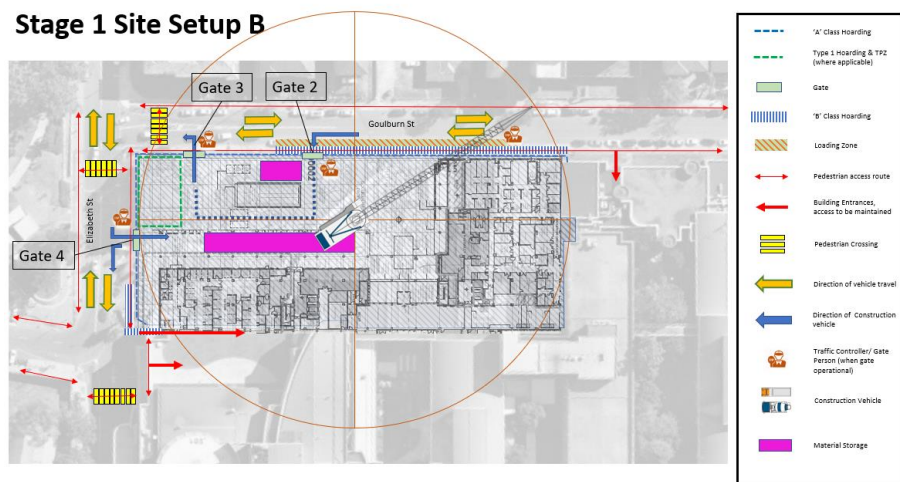 Stage 1 Site Setup B
Gate 3
Gate 2
Goulburn St
Elizabeth St
Gate 4
'A' Class Hoarding
Type 1 Hoarding & TPZ
(where applicable)
Gate
'B' Class Hoarding
Loading Zone
Pedestrian access route
Building Entrances,
access to be maintained
Pedestrian Crossing
Direction of vehicle travel
Direction of Construction
vehicle
Traffic Controller/ Gate
Person (when gate
operational)
Construction Vehicle
Material Storage